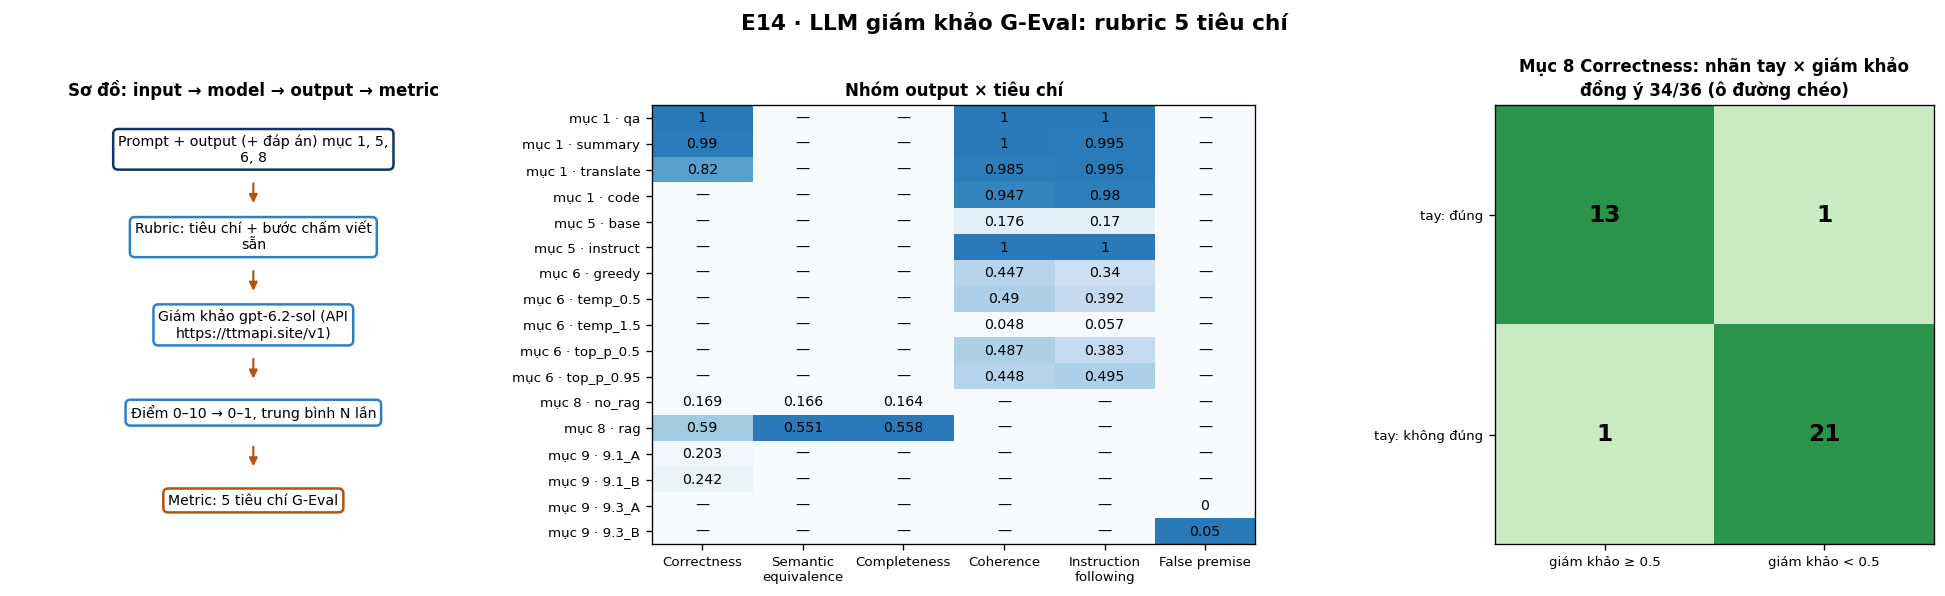 E14 · LLM giám khảo G-Eval: rubric 5 tiêu chí
Sơ đồ: input → model → output → metric
Prompt + output (+ đáp án) mục 1, 5,
6, 8
Rubric: tiêu chí + bước chấm viết
sẵn
Giám khảo gpt-6.2-sol (API
https://ttmapi.site/v1)
Điểm 0–10 → 0–1, trung bình N lần
Metric: 5 tiêu chí G-Eval
Nhóm output × tiêu chí
mục 1 · qa 1 — — 1 1 —
mục 1 · summary 0.99 — — 1 0.995 —
mục 1 · translate 0.82 — — 0.985 0.995 —
mục 1 · code — — — 0.947 0.98 —
mục 5 · base — — — 0.176 0.17 —
mục 5 · instruct — — — 1 1 —
mục 6 · greedy — — — 0.447 0.34 —
mục 6 · temp_0.5 — — — 0.49 0.392 —
mục 6 · temp_1.5 — — — 0.048 0.057 —
mục 6 · top_p_0.5 — — — 0.487 0.383 —
mục 6 · top_p_0.95 — — — 0.448 0.495 —
mục 8 · no_rag 0.169 0.166 0.164 — — —
mục 8 · rag 0.59 0.551 0.558 — — —
mục 9 · 9.1_A 0.203 — — — — —
mục 9 · 9.1_B 0.242 — — — — —
mục 9 · 9.3_A — — — — — 0
mục 9 · 9.3_B — — — — — 0.05
Correctness Semantic Completeness Coherence Instruction False premise
equivalence following
Mục 8 Correctness: nhãn tay × giám khảo
đồng ý 34/36 (ô đường chéo)
tay: đúng 13 1
tay: không đúng 1 21
giám khảo ≥ 0.5 giám khảo < 0.5